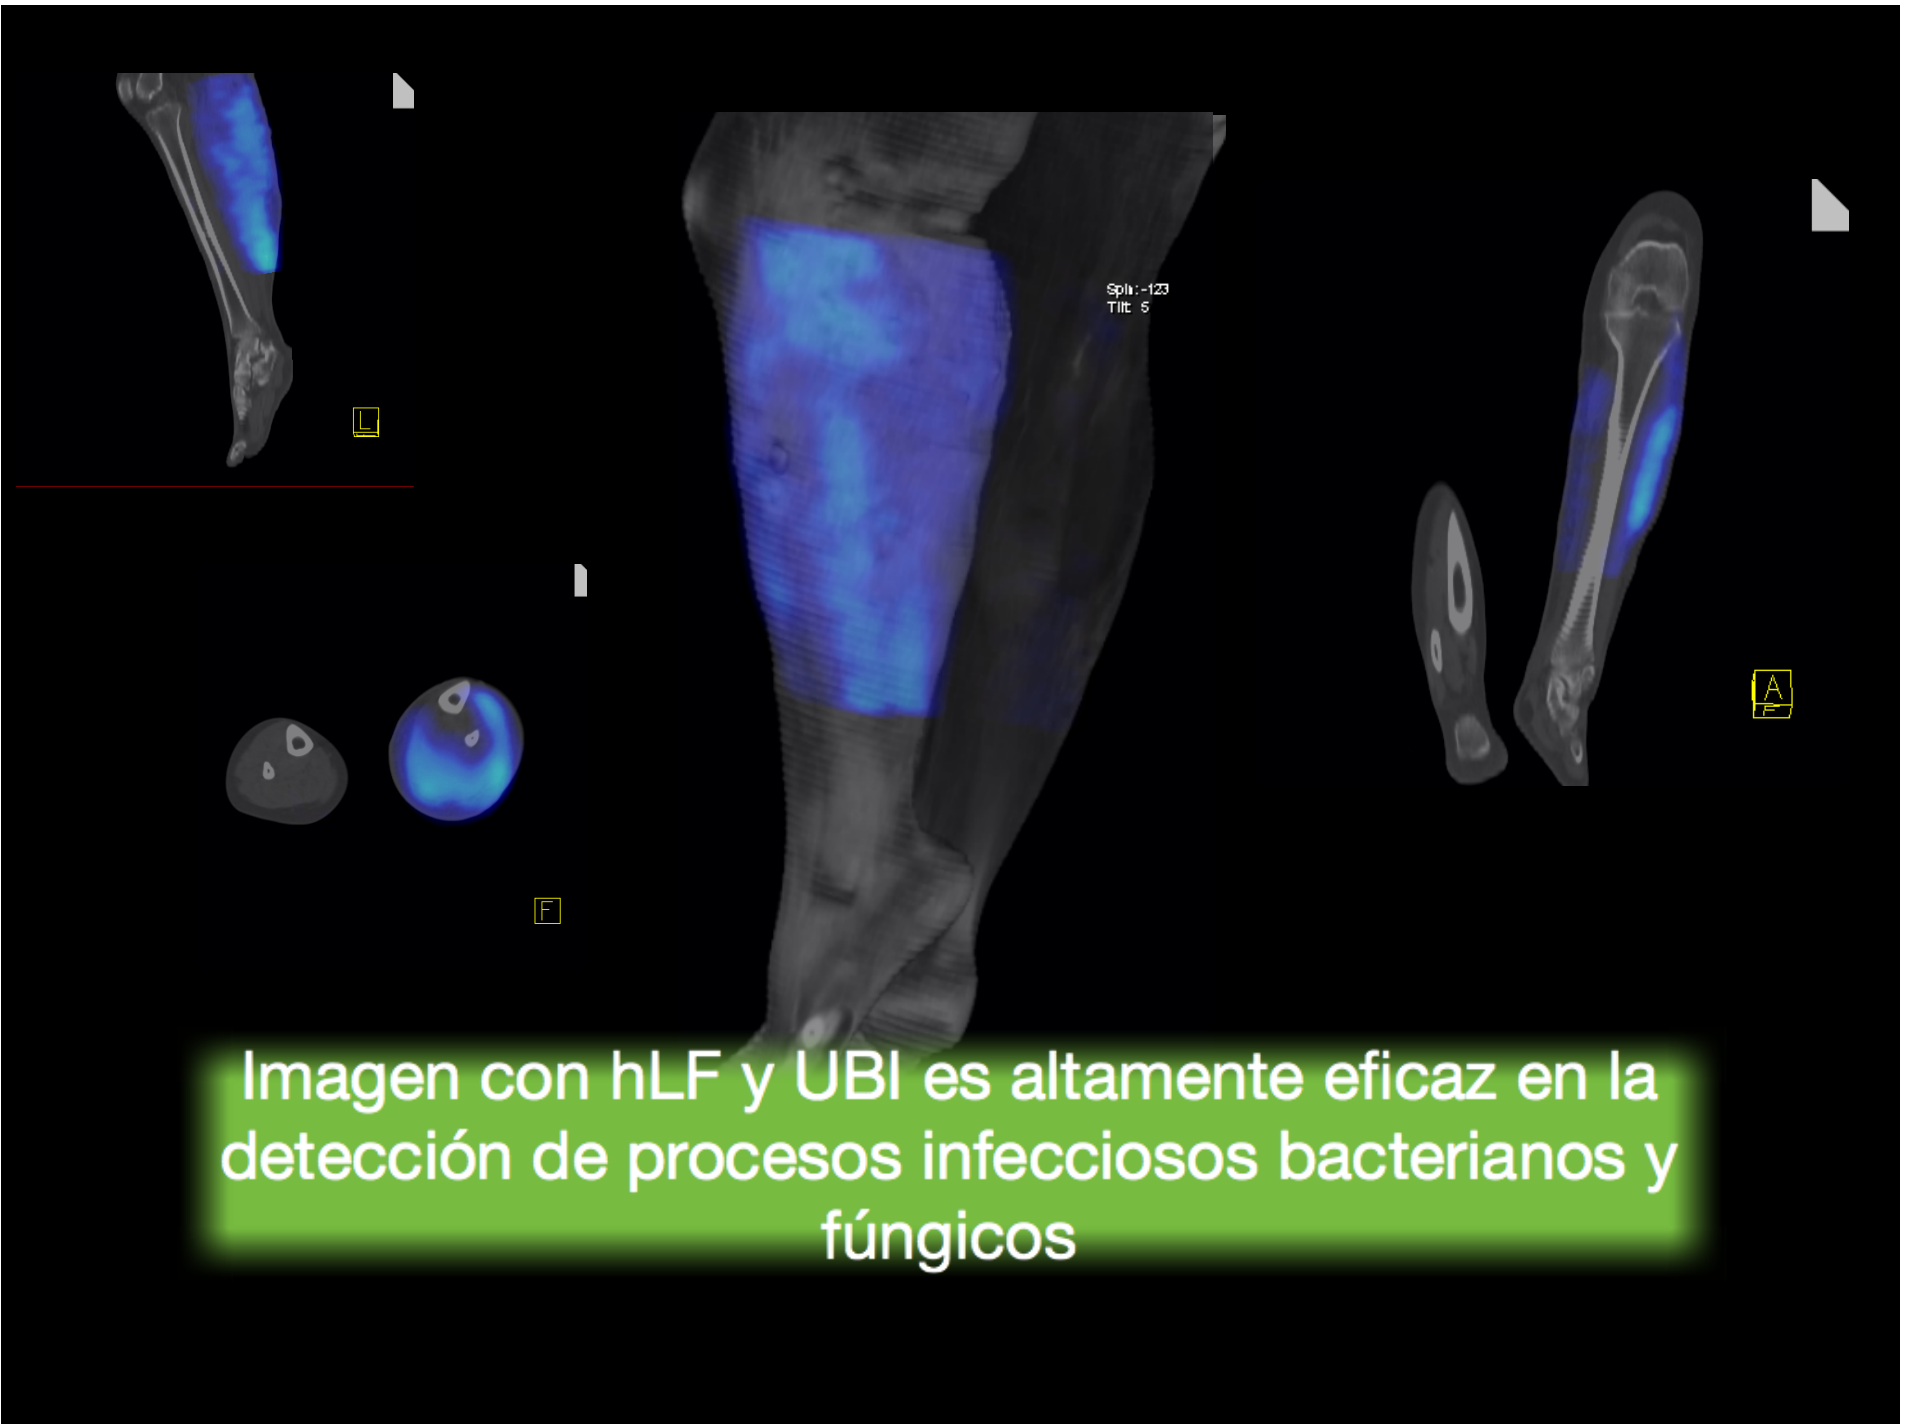 Spin: -123
Tilt: 5
L
A
F
F
Imagen con hLF y UBI es altamente eficaz en la
detección de procesos infecciosos bacterianos y
fúngicos